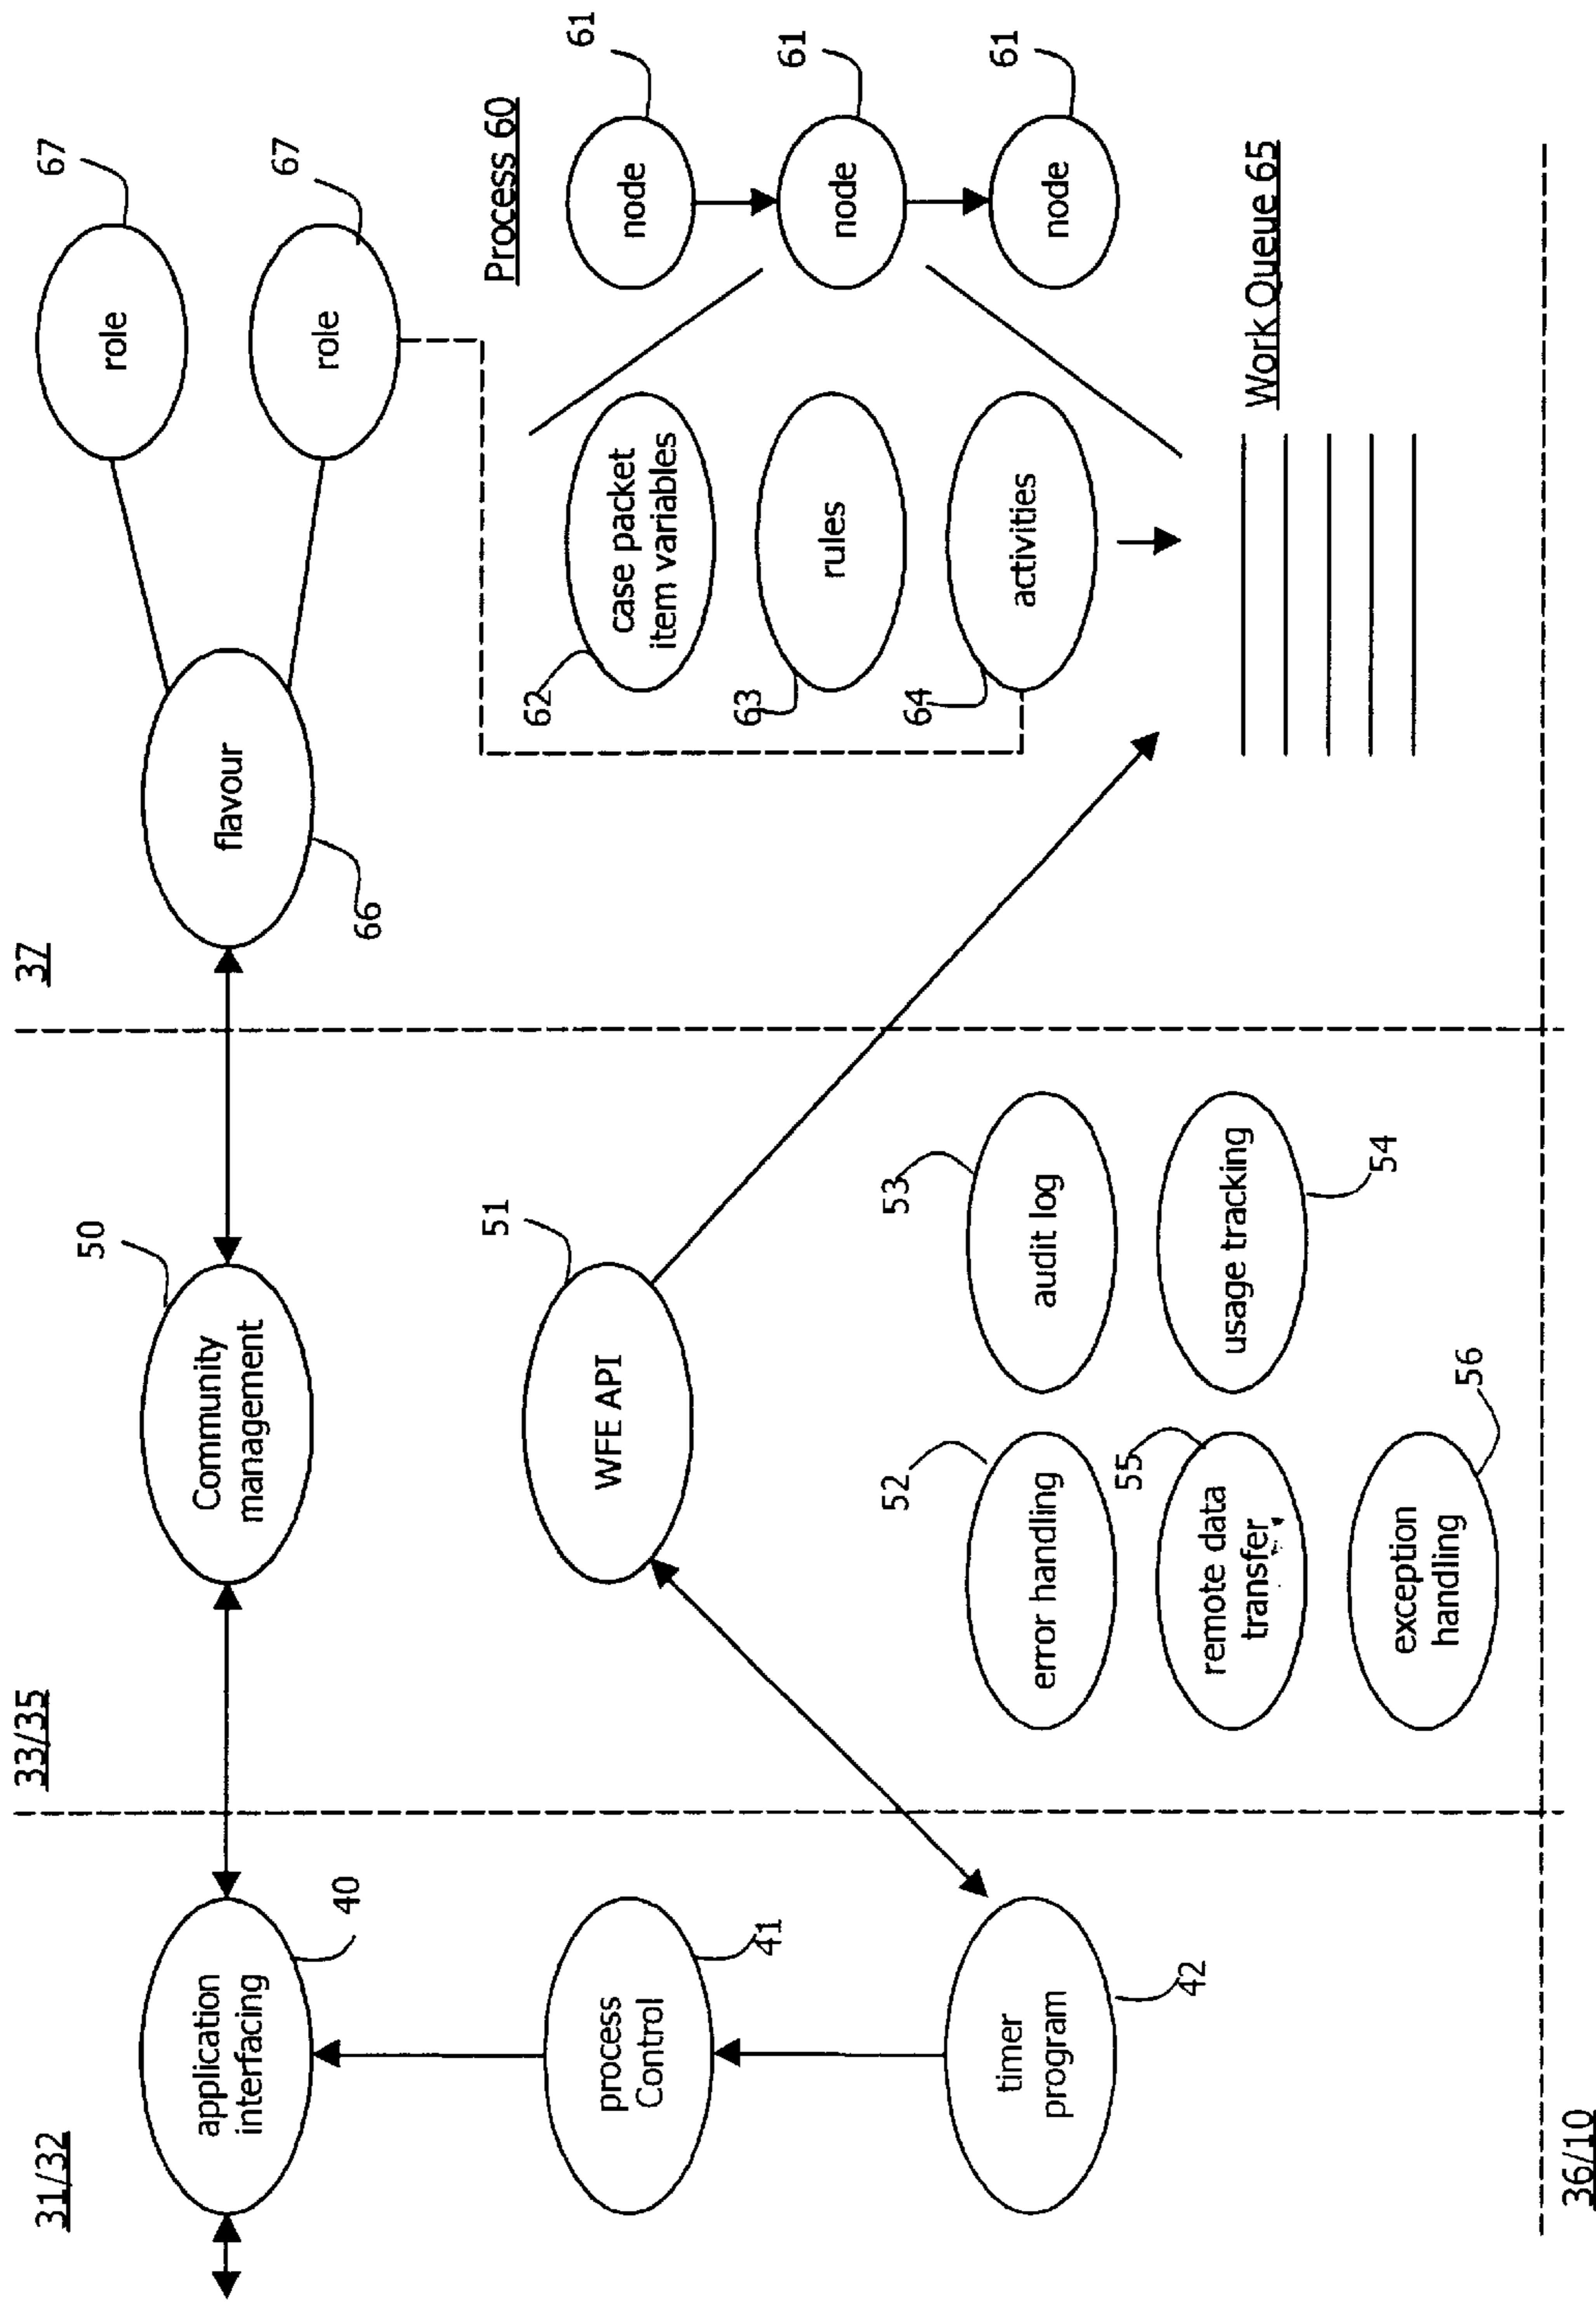 31/32
33/35
37
application
interfacing
40
process
Control
41
timer
program
42
Community
management
50
WFE API
51
error handling
52
audit log
53
remote data
transfer
55
usage tracking
54
exception
handling
56
flavour
66
role
67
role
67
Process 60
node
61
node
61
node
61
case packet
item variables
62
rules
63
activities
64
Work Queue 65
36/10